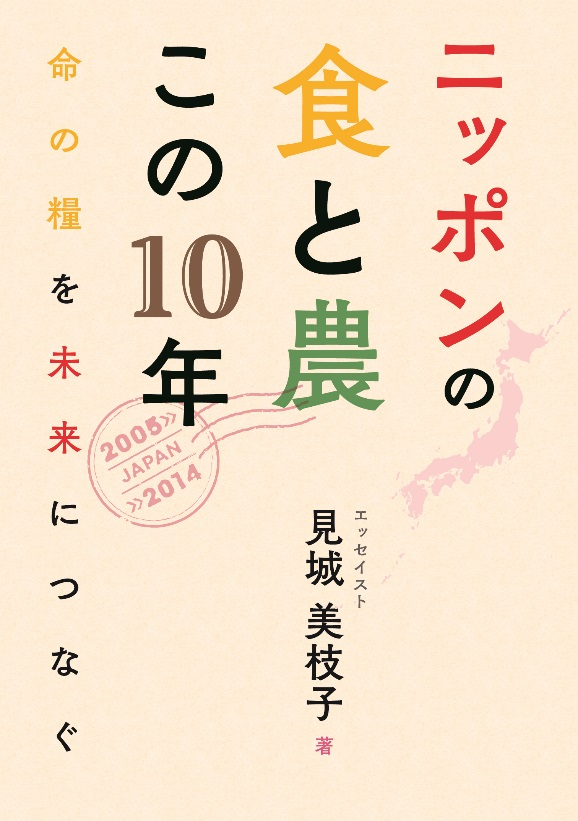 ニッポンの
食と農
この10年
命の糧を未来につなぐ
エッセイスト
見城 美枝子 著
2005»
JAPAN
»2014